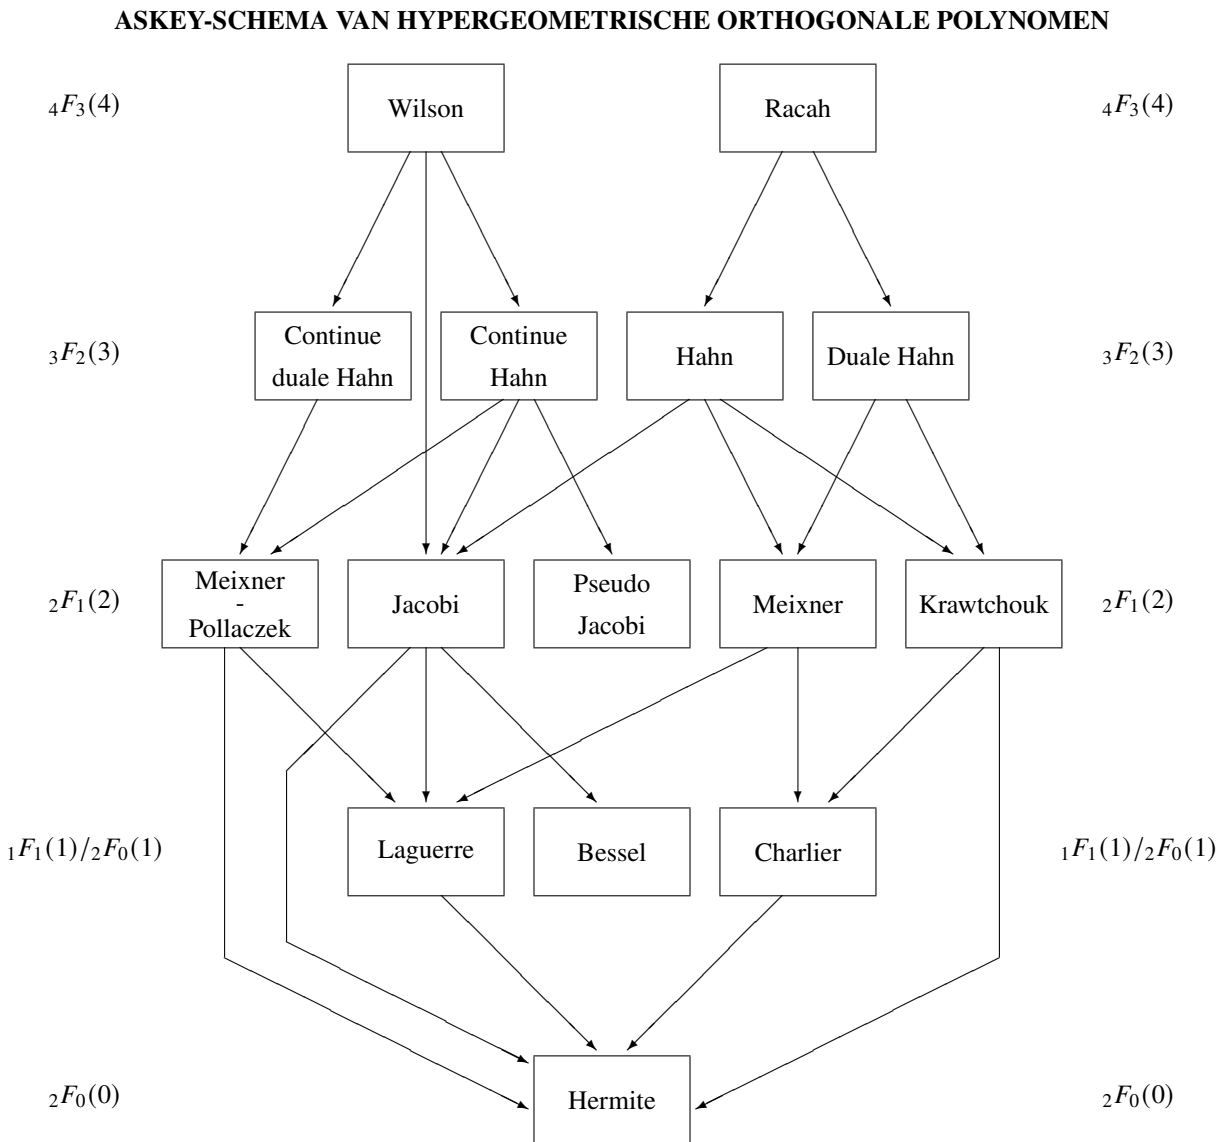 ASKEY-SCHEMA VAN HYPERGEOMETRISCHE ORTHOGONALE POLYNOMEN
₄F₃(4) Wilson Racah ₄F₃(4)
Continue Continue
₃F₂(3) duale Hahn Hahn Hahn Duale Hahn ₃F₂(3)
Meixner Pseudo
₂F₁(2) - Jacobi Jacobi Meixner Krawtchouk ₂F₁(2)
Pollaczek
₁F₁(1)/₂F₀(1) Laguerre Bessel Charlier ₁F₁(1)/₂F₀(1)
₂F₀(0) Hermite ₂F₀(0)